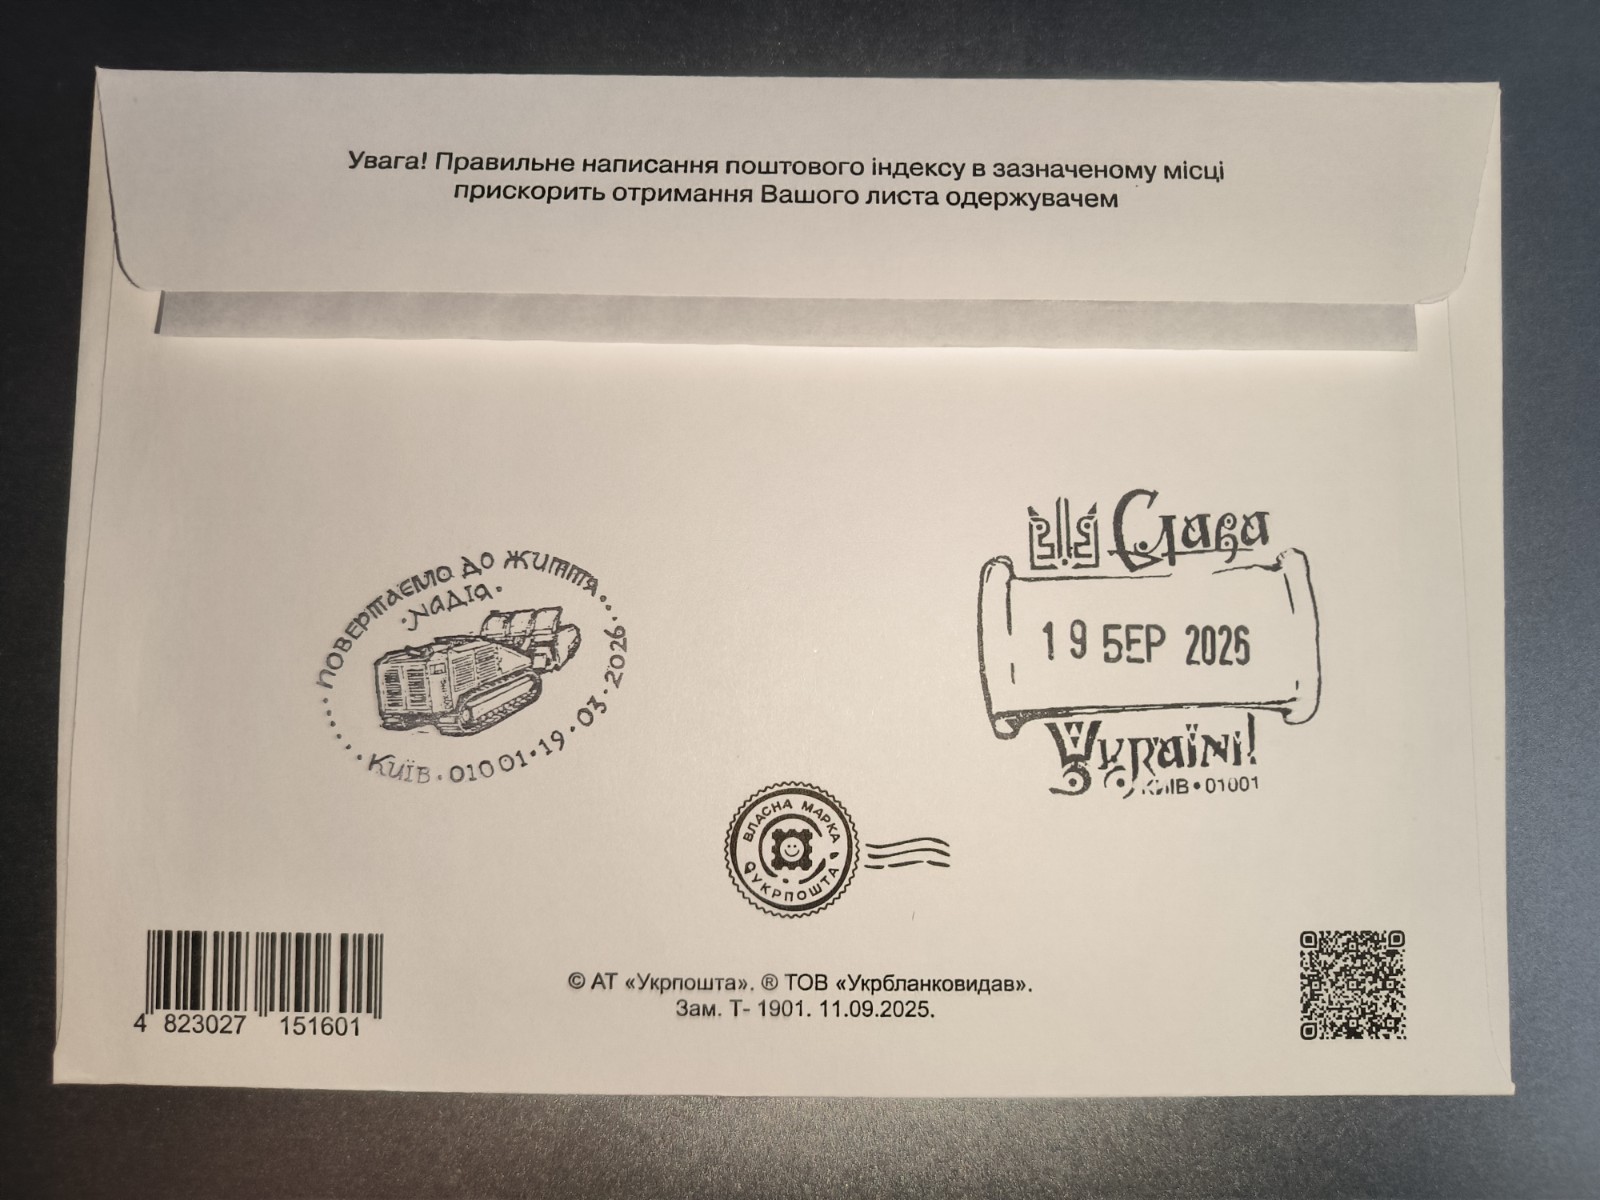 Увага! Правильне написання поштового індексу в зазначеному місці
прискорить отримання Вашого листа одержувачем
ПОВЕРТАЄМО ДО ЖИТТЯ
НАДІЯ
КИЇВ · 01001 · 19 · 03 · 2026
Слава
19 БЕР 2026
Україні!
КИЇВ • 01001
ВЛАСНА МАРКА
УКРПОШТА
© АТ «Укрпошта». ® ТОВ «Укрбланковидав».
Зам. Т- 1901. 11.09.2025.
4 823027 151601